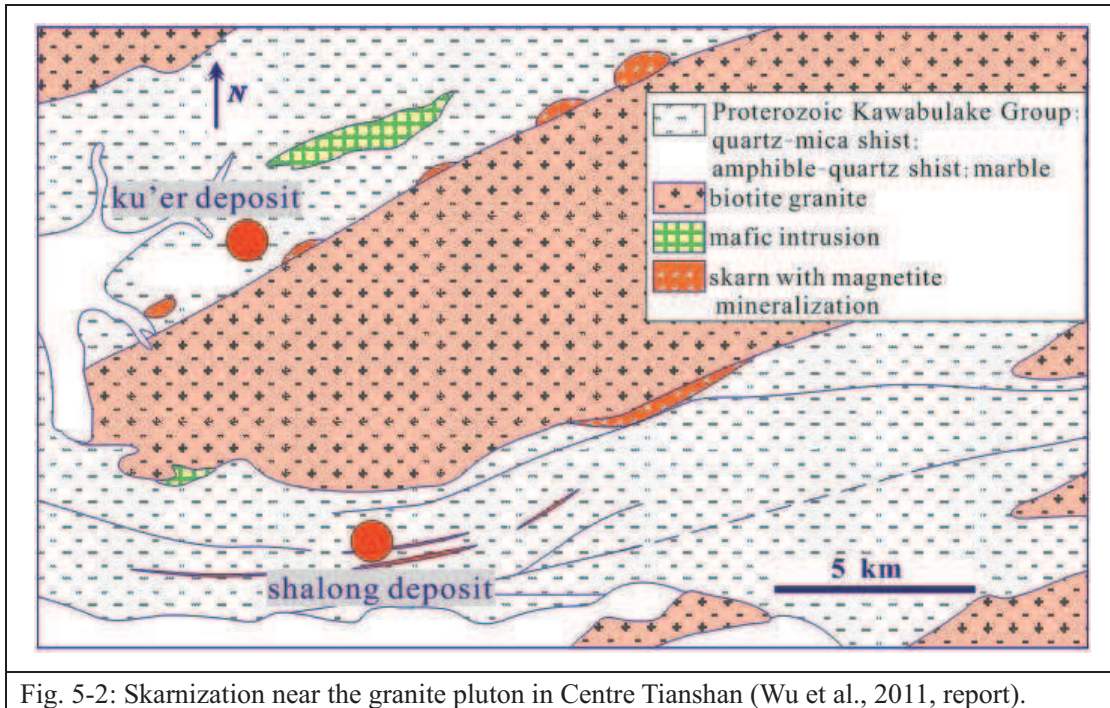 N
ku'er deposit
Proterozoic Kawabulake Group:
quartz-mica shist;
amphible-quartz shist; marble
biotite granite
mafic intrusion
skarn with magnetite
mineralization
shalong deposit
5 km
Fig. 5-2: Skarnization near the granite pluton in Centre Tianshan (Wu et al., 2011, report).